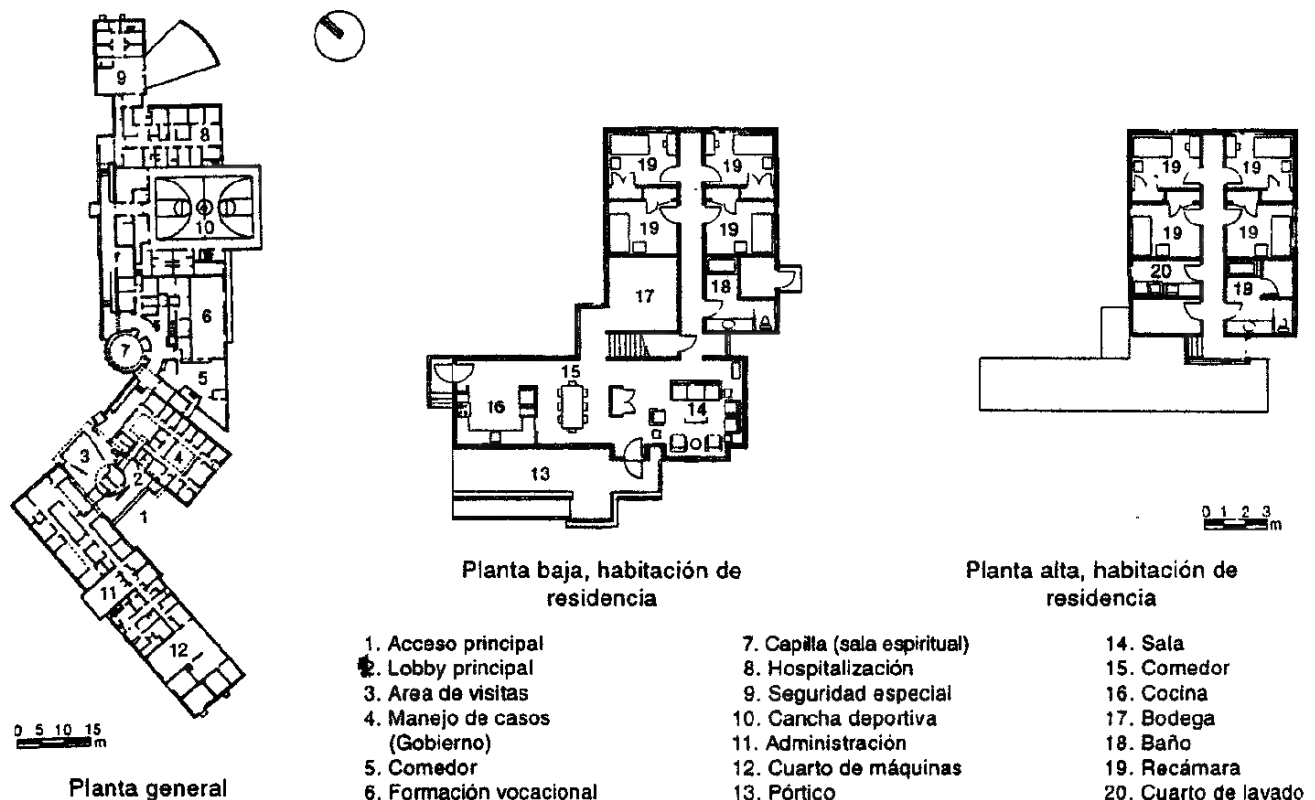 9
8
10
6
7
5
3
4
2
1
11
12
0 5 10 15
m
Planta general
19
19
19
19
18
17
15
16
14
13
Planta baja, habitación de
residencia
19
19
19
19
20
18
0 1 2 3
m
Planta alta, habitación de
residencia
1. Acceso principal
2. Lobby principal
3. Area de visitas
4. Manejo de casos
(Gobierno)
5. Comedor
6. Formación vocacional
7. Capilla (sala espiritual)
8. Hospitalización
9. Seguridad especial
10. Cancha deportiva
11. Administración
12. Cuarto de máquinas
13. Pórtico
14. Sala
15. Comedor
16. Cocina
17. Bodega
18. Baño
19. Recámara
20. Cuarto de lavado